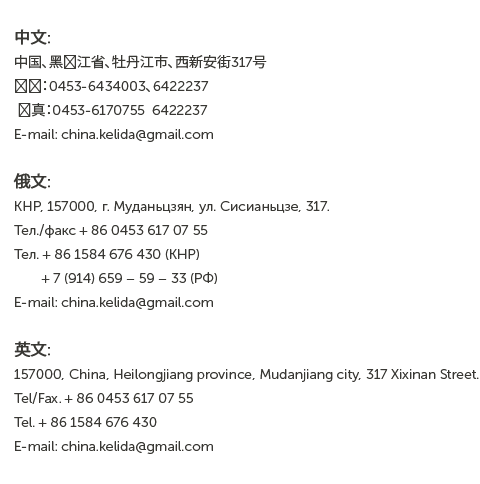 中文:
中国、黑江省、牡丹江市、西新安街317号
：0453-6434003、6422237
真：0453-6170755 6422237
E-mail: china.kelida@gmail.com
俄文:
КНР, 157000, г. Муданьцзян, ул. Сисианьцзе, 317.
Тел./факс + 86 0453 617 07 55
Тел. + 86 1584 676 430 (КНР)
+ 7 (914) 659 – 59 – 33 (РФ)
E-mail: china.kelida@gmail.com
英文:
157000, China, Heilongjiang province, Mudanjiang city, 317 Xixinan Street.
Tel/Fax. + 86 0453 617 07 55
Tel. + 86 1584 676 430
E-mail: china.kelida@gmail.com